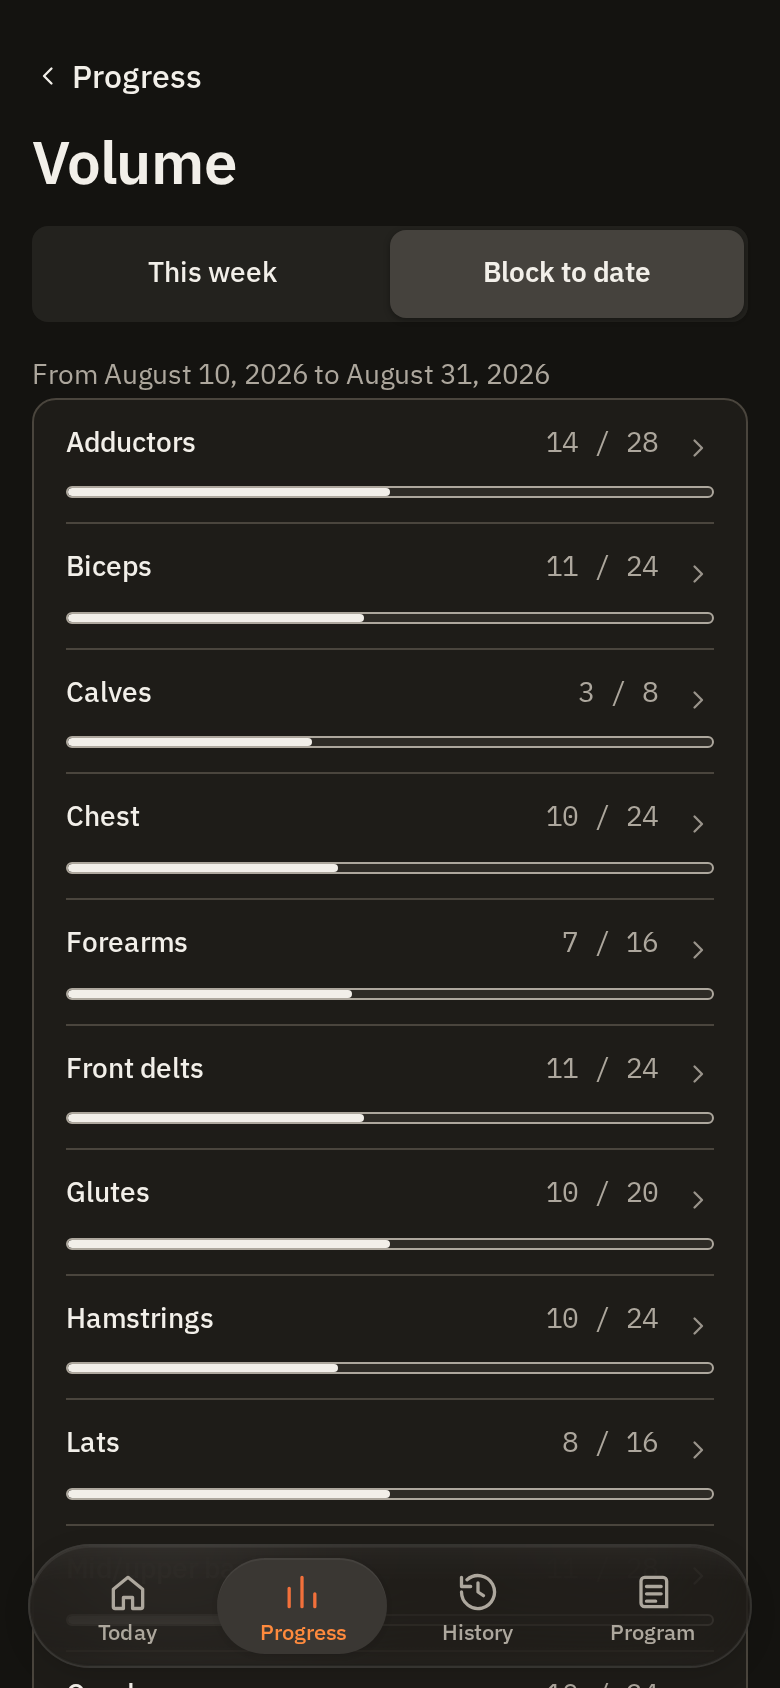 Progress
Volume
This week
Block to date
From August 10, 2026 to August 31, 2026
Adductors 14 / 28
Biceps 11 / 24
Calves 3 / 8
Chest 10 / 24
Forearms 7 / 16
Front delts 11 / 24
Glutes 10 / 20
Hamstrings 10 / 24
Lats 8 / 16
Today
Progress
History
Program